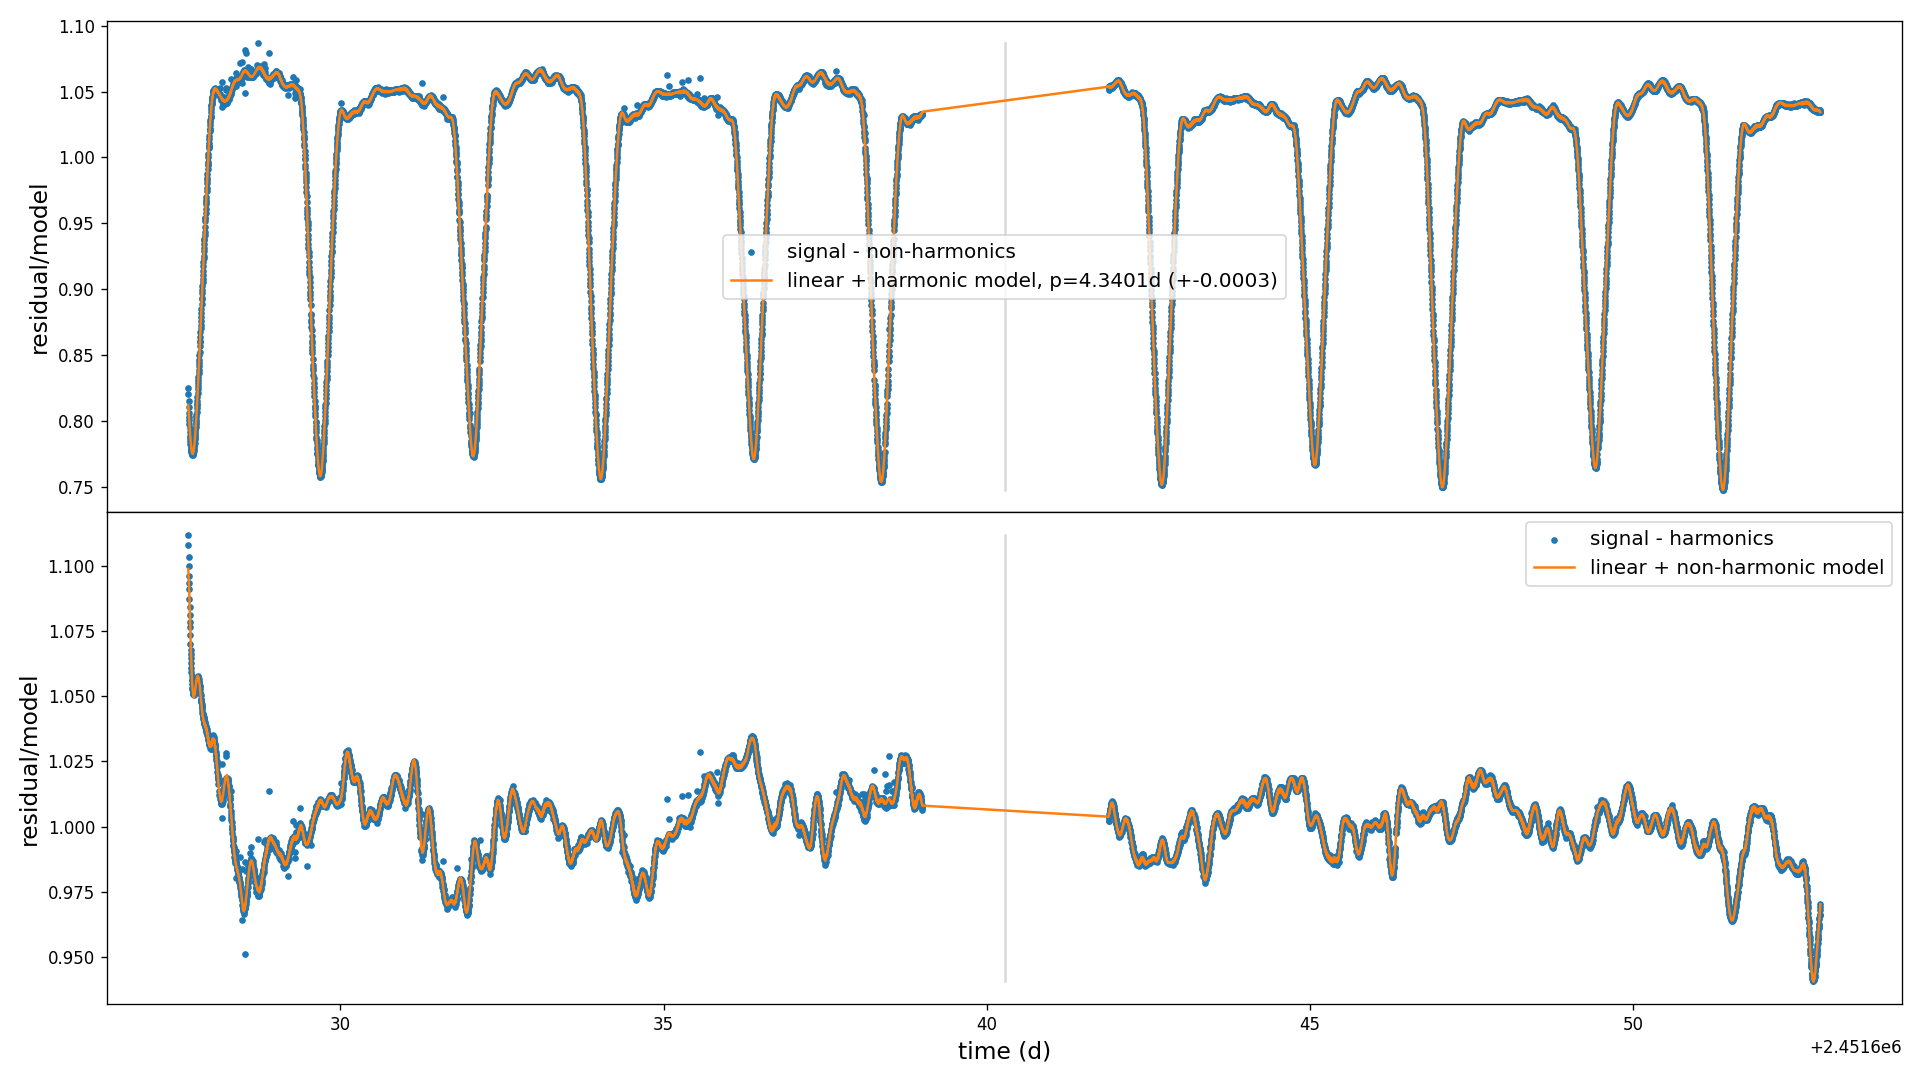 1.10
1.05
1.00
0.95
0.90
0.85
0.80
0.75
residual/model
signal - non-harmonics
linear + harmonic model, p=4.3401d (+-0.0003)
1.100
1.075
1.050
1.025
1.000
0.975
0.950
residual/model
signal - harmonics
linear + non-harmonic model
30
35
40
45
50
time (d)
+2.4516e6